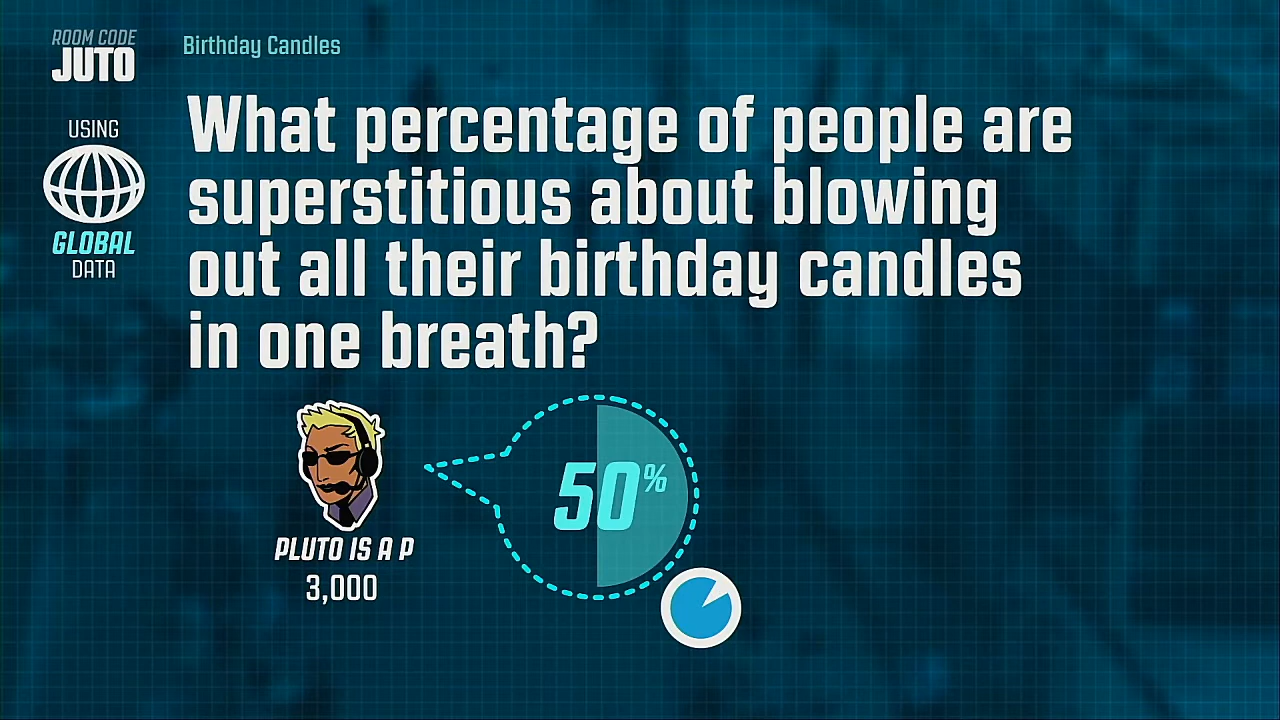 ROOM CODE
JUTO
Birthday Candles
USING
GLOBAL
DATA
What percentage of people are
superstitious about blowing
out all their birthday candles
in one breath?
50%
PLUTO IS A P
3,000